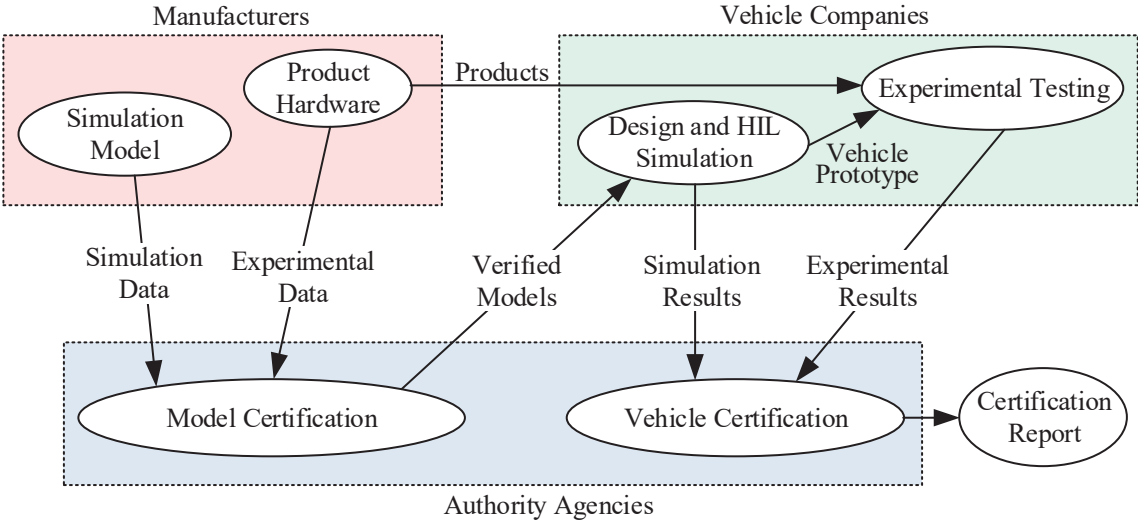 Manufacturers
Vehicle Companies
Product
Hardware
Products
Experimental Testing
Simulation
Model
Design and HIL
Simulation
Vehicle
Prototype
Simulation
Data
Experimental
Data
Verified
Models
Simulation
Results
Experimental
Results
Model Certification
Vehicle Certification
Certification
Report
Authority Agencies